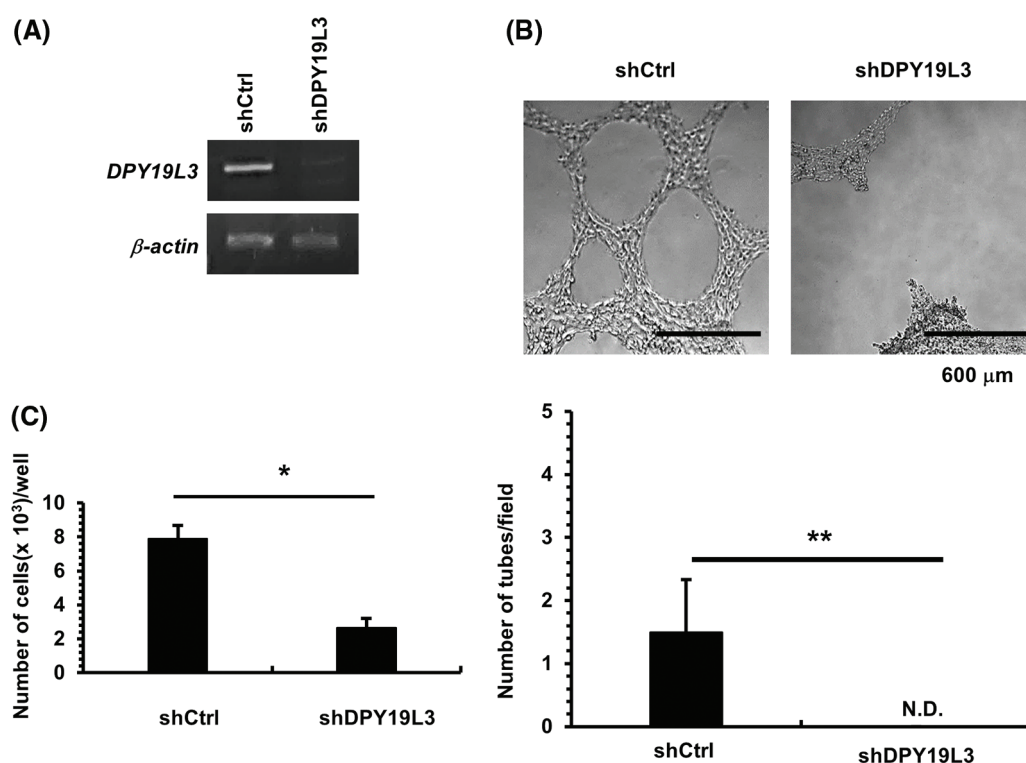 (A)
shCtrl
shDPY19L3
DPY19L3
β-actin
(B)
shCtrl
shDPY19L3
600 μm
(C)
Number of cells(x 10³)/well
10
8
6
4
2
0
*
shCtrl
shDPY19L3
Number of tubes/field
5
4
3
2
1
0
**
N.D.
shCtrl
shDPY19L3